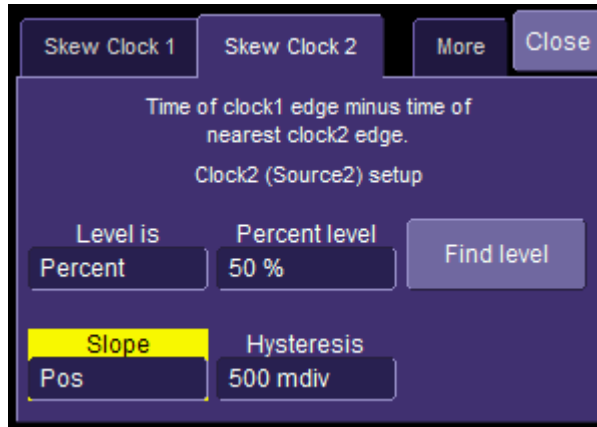 Skew Clock 1
Skew Clock 2
More
Close
Time of clock1 edge minus time of
nearest clock2 edge.
Clock2 (Source2) setup
Level is
Percent level
Percent
50 %
Find level
Slope
Hysteresis
Pos
500 mdiv